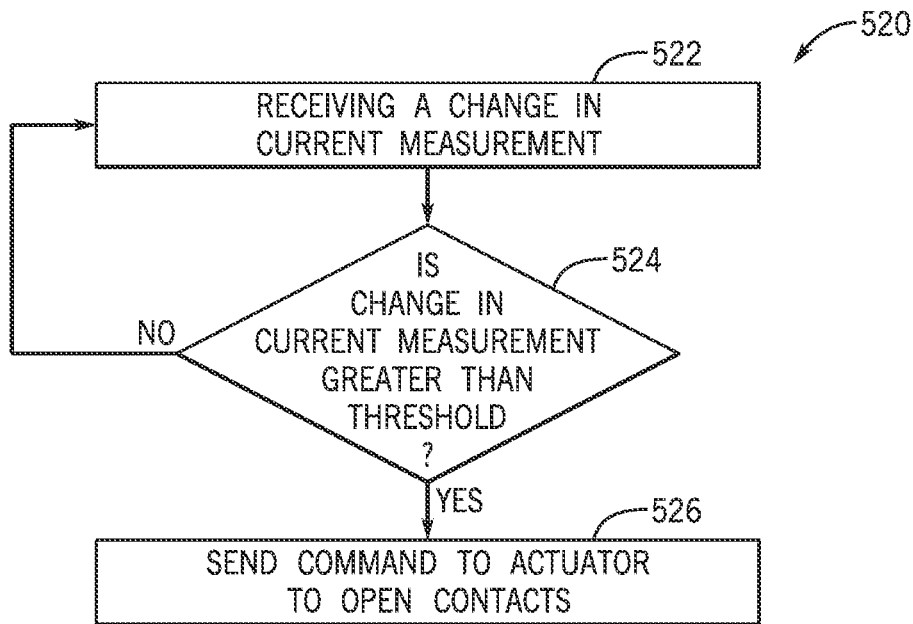 520
522
RECEIVING A CHANGE IN
CURRENT MEASUREMENT
524
IS
CHANGE IN
CURRENT MEASUREMENT
GREATER THAN
THRESHOLD
?
NO
YES
526
SEND COMMAND TO ACTUATOR
TO OPEN CONTACTS